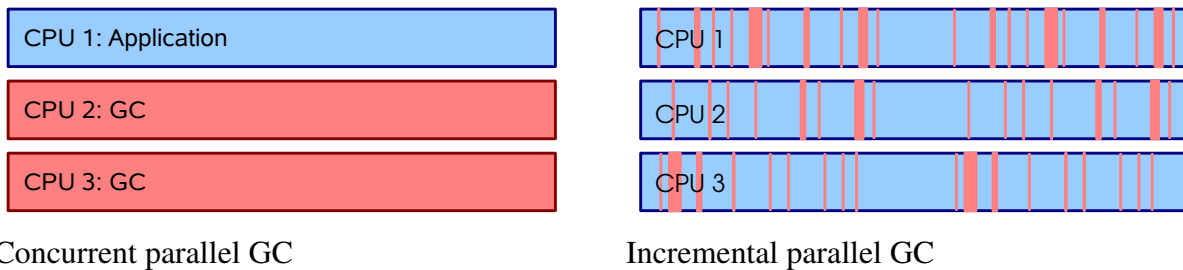 CPU 1: Application
CPU 2: GC
CPU 3: GC
Concurrent parallel GC
CPU 1
CPU 2
CPU 3
Incremental parallel GC